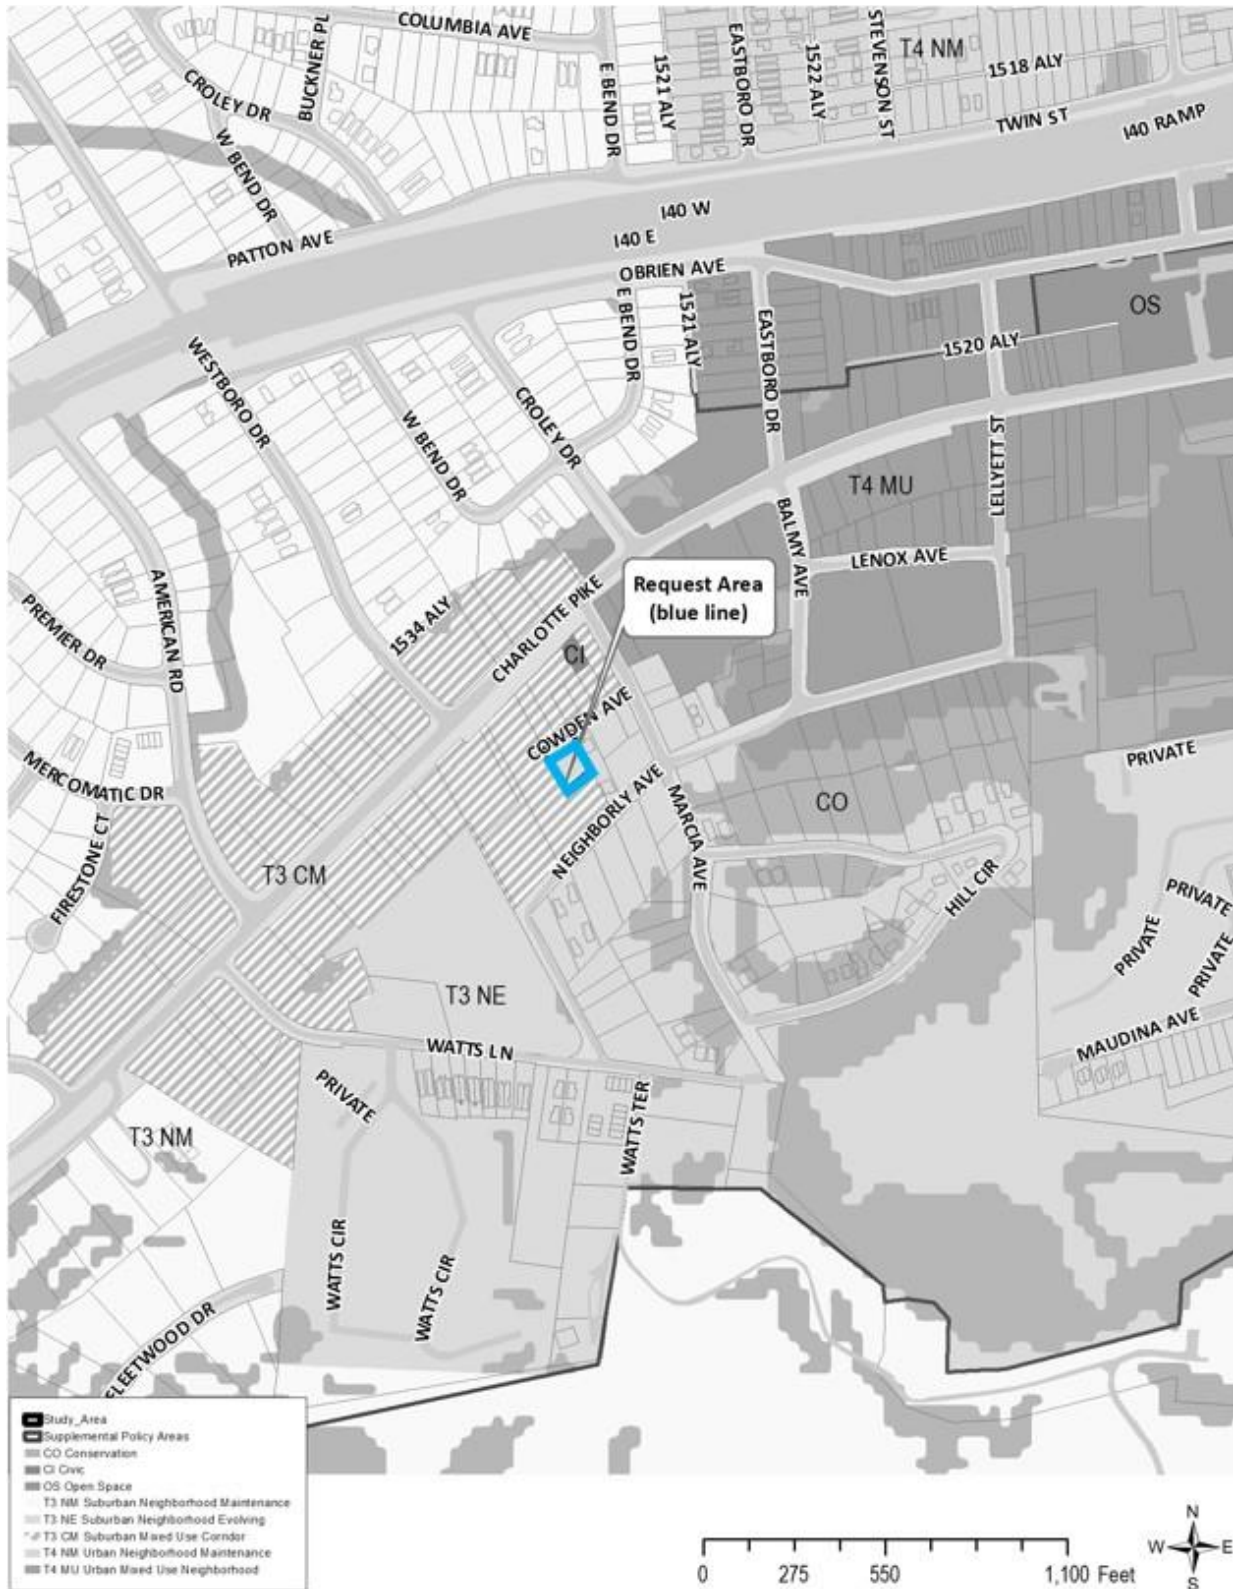 COLUMBIA AVE
BUCKNER PL
CROLEY DR
W BEND DR
PATTON AVE
E BEND DR
1521 ALY
EASTBORO DR
1522 ALY
STEVENSON ST
T4 NM
1518 ALY
TWIN ST
I40 RAMP
I40 W
I40 E
OBRIEN AVE
E BEND DR
1521 ALY
EASTBORO DR
OS
1520 ALY
WESTBORO DR
W BEND DR
CROLEY DR
T4 MU
LELLYETT ST
BALMY AVE
LENOX AVE
AMERICAN RD
PREMIER DR
1534 ALY
CHARLOTTE PIKE
Request Area
(blue line)
CI
COWDEN AVE
NEIGHBORLY AVE
MARCIA AVE
MERCOMATIC DR
FIRESTONE CT
T3 CM
CO
HILL CIR
PRIVATE
PRIVATE
PRIVATE
PRIVATE
MAUDINA AVE
T3 NE
WATTS LN
PRIVATE
WATTS TER
T3 NM
WATTS CIR
WATTS CIR
FLEETWOOD DR
Study_Area
Supplemental Policy Areas
CO Conservation
CI Civic
OS Open Space
T3 NM Suburban Neighborhood Maintenance
T3 NE Suburban Neighborhood Evolving
T3 CM Suburban Mixed Use Corridor
T4 NM Urban Neighborhood Maintenance
T4 MU Urban Mixed Use Neighborhood
0 275 550 1,100 Feet
N
W E
S